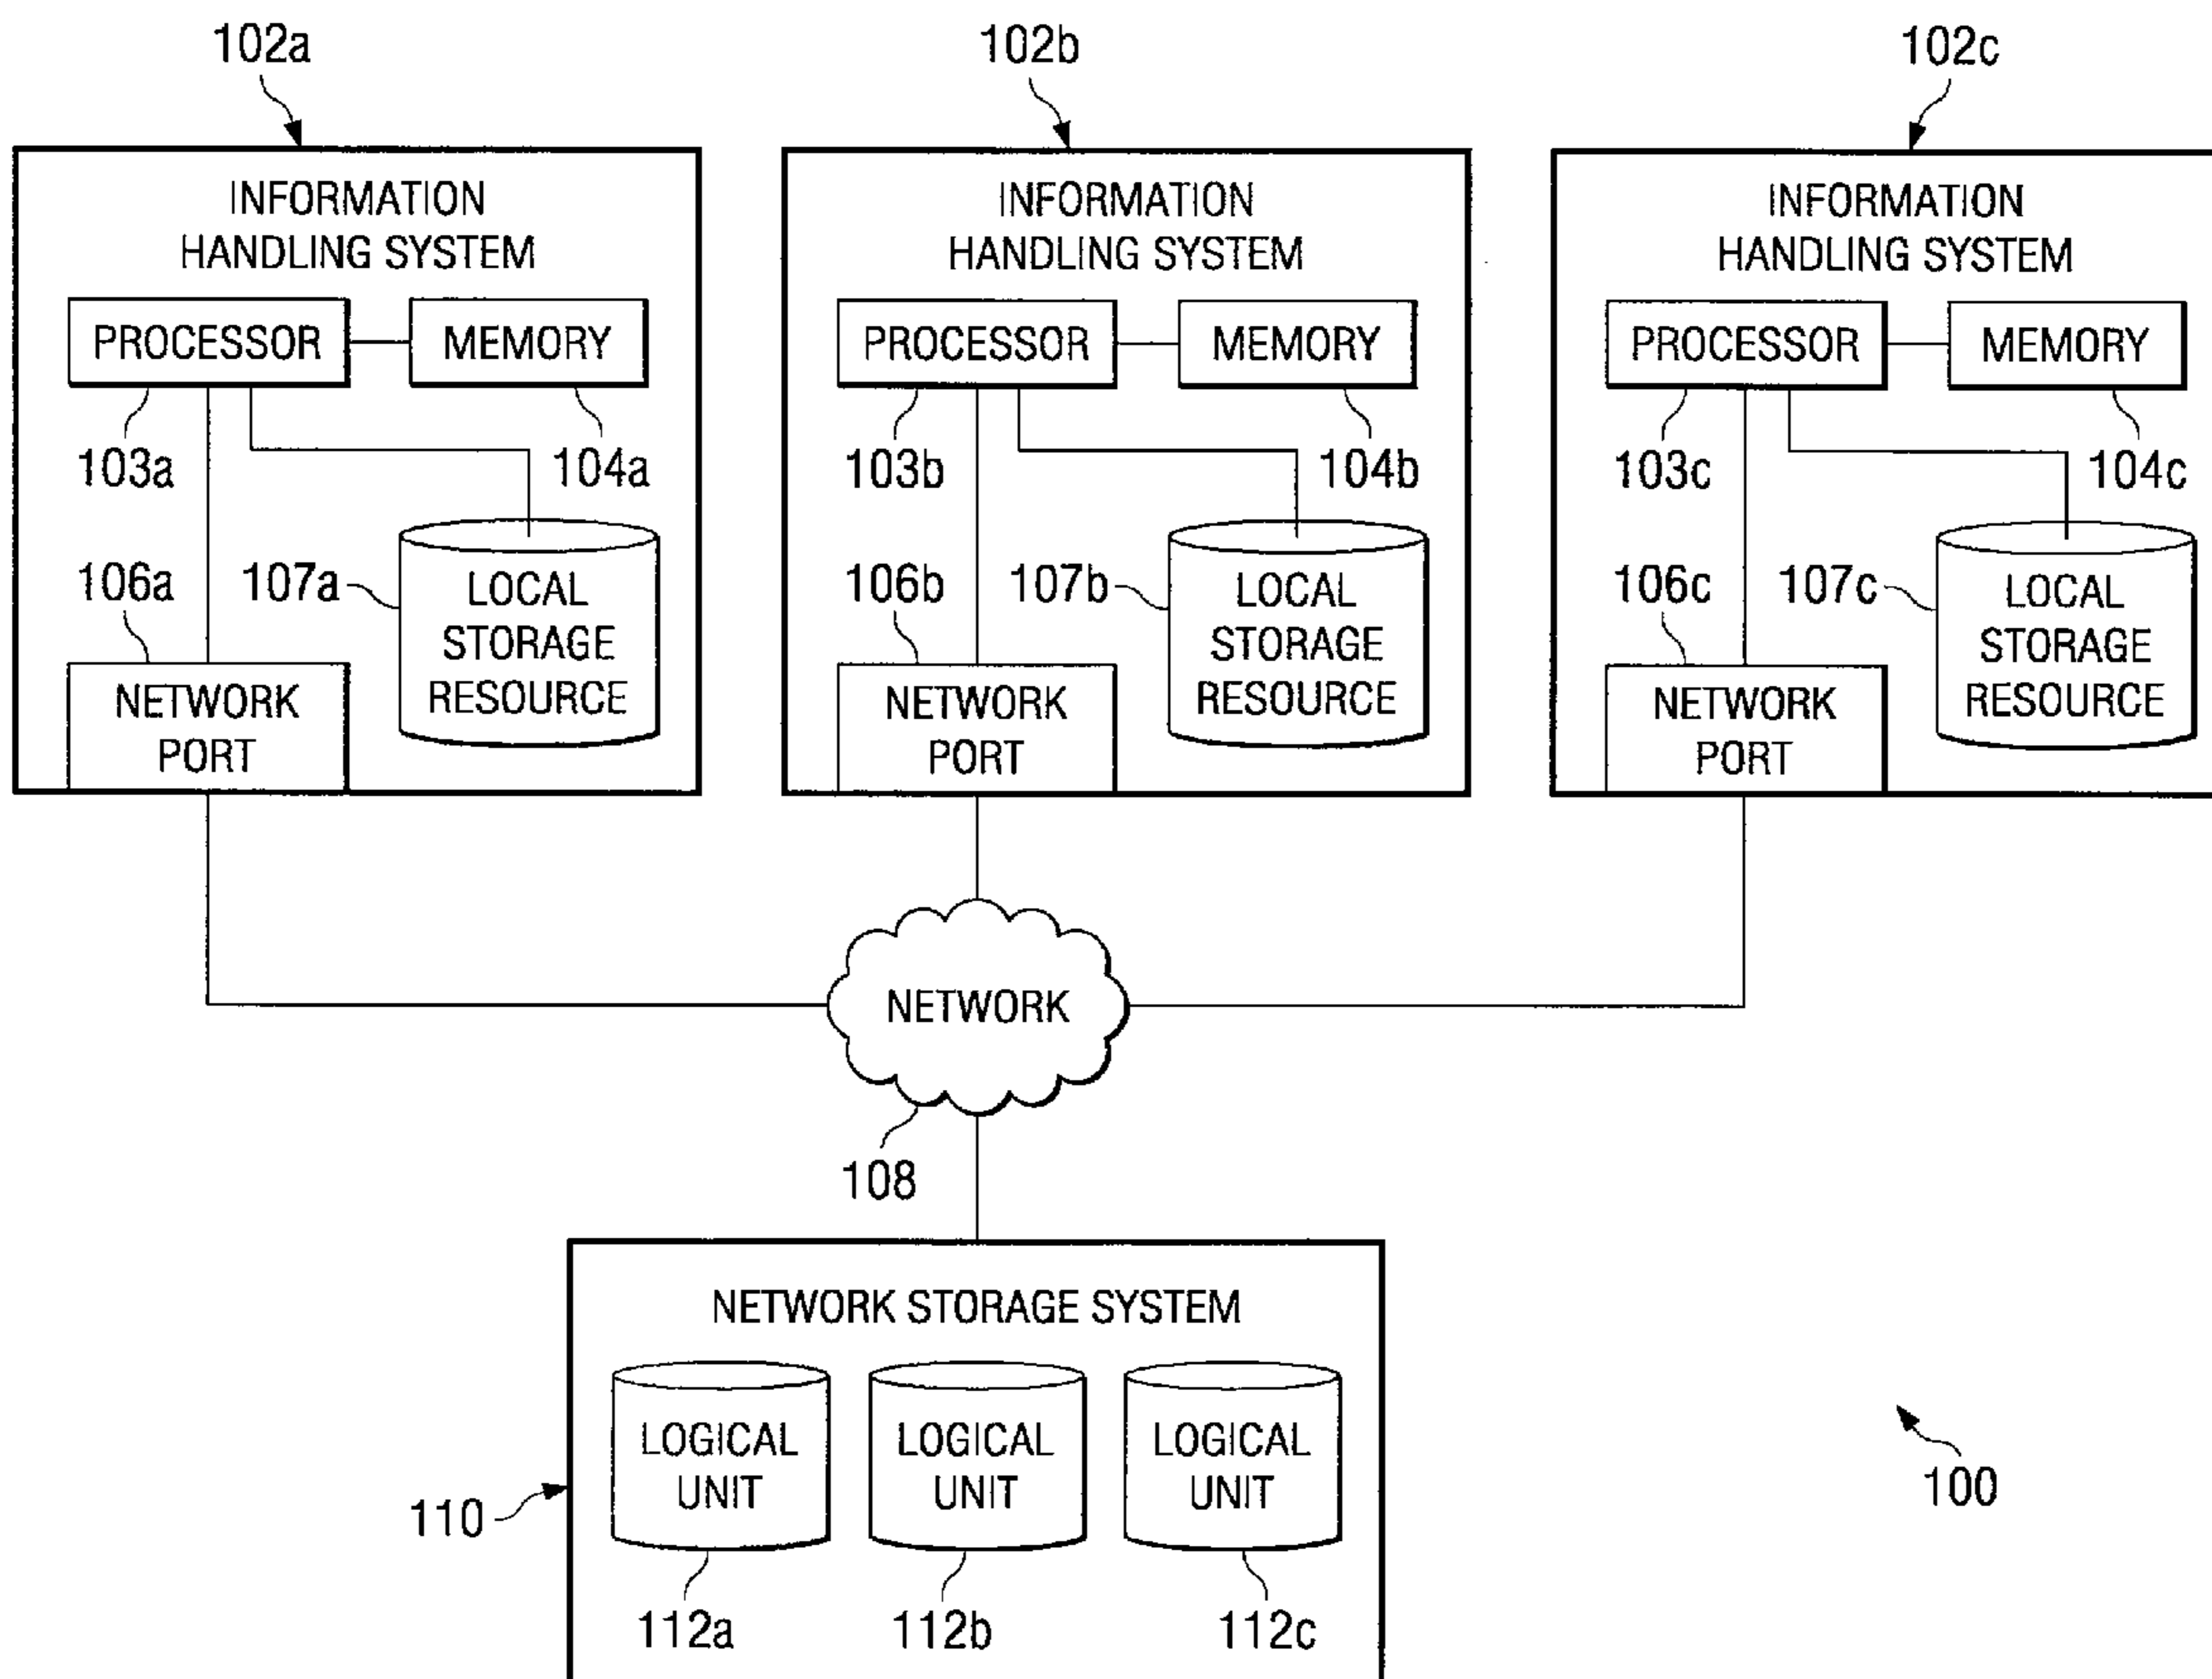 102a
102b
102c
INFORMATION
HANDLING SYSTEM
PROCESSOR
MEMORY
103a
104a
106a
107a
LOCAL
STORAGE
RESOURCE
NETWORK
PORT
INFORMATION
HANDLING SYSTEM
PROCESSOR
MEMORY
103b
104b
106b
107b
LOCAL
STORAGE
RESOURCE
NETWORK
PORT
INFORMATION
HANDLING SYSTEM
PROCESSOR
MEMORY
103c
104c
106c
107c
LOCAL
STORAGE
RESOURCE
NETWORK
PORT
NETWORK
108
NETWORK STORAGE SYSTEM
LOGICAL
UNIT
LOGICAL
UNIT
LOGICAL
UNIT
110
112a
112b
112c
100